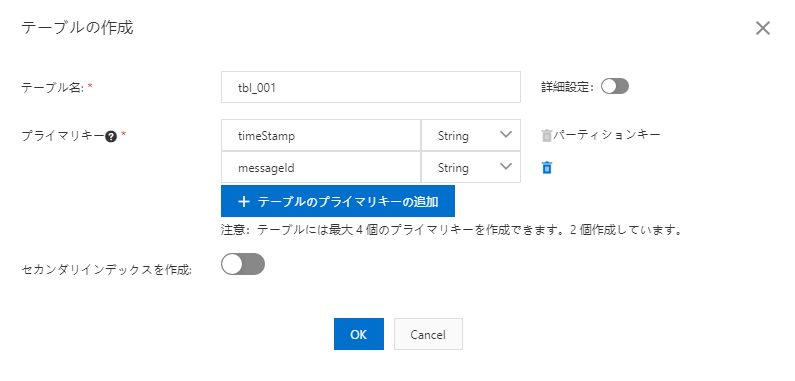 テーブルの作成
テーブル名: * tbl_001 詳細設定:
プライマリキー * timeStamp String パーティションキー
messageId String
+ テーブルのプライマリキーの追加
注意: テーブルには最大 4 個のプライマリキーを作成できます。2 個作成しています。
セカンダリインデックスを作成:
OK Cancel